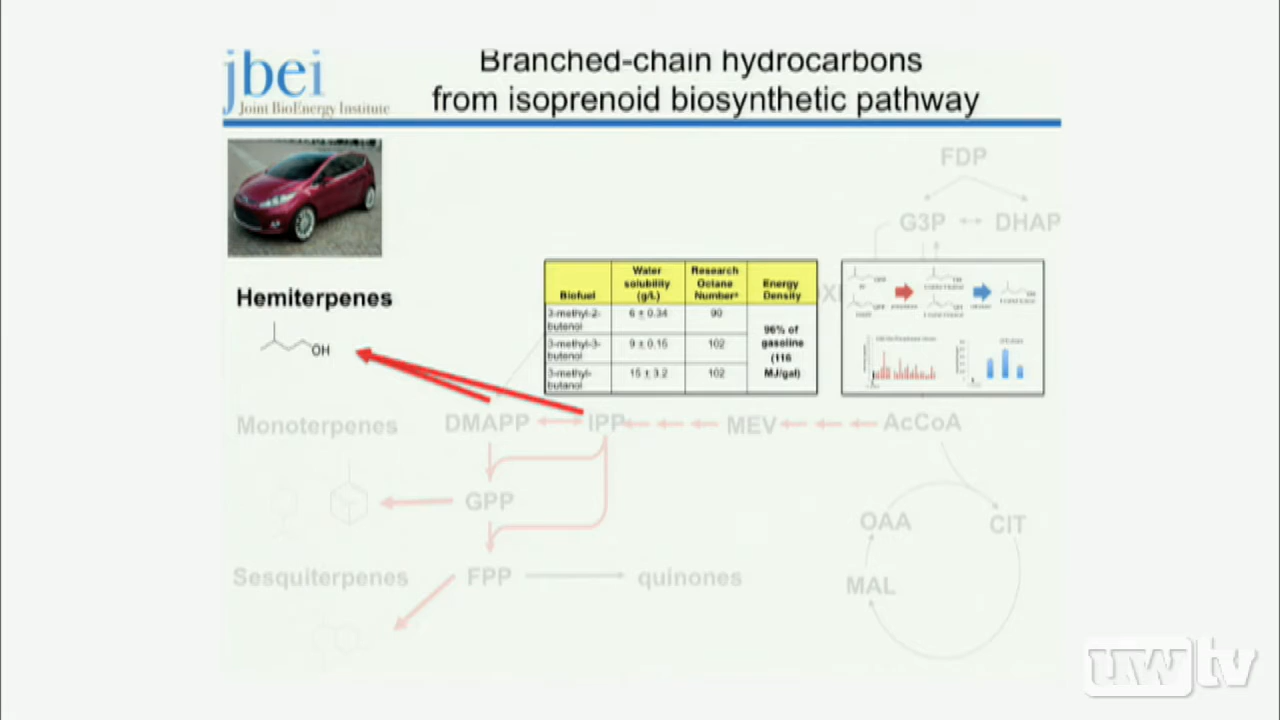 jbei
Joint BioEnergy Institute
Branched-chain hydrocarbons
from isoprenoid biosynthetic pathway
FDP
G3P
DHAP
Hemiterpenes
OH
Biofuel
Water
solubility
(g/L)
Research
Octane
Number
Energy
Density
3-methyl-2-
butanol
6 ± 0.34
90
3-methyl-3-
butanol
9 ± 0.15
102
3-methyl-
butanol
15 ± 3.2
102
96% of
gasoline
(116
MJ/gal)
Monoterpenes
DMAPP
IPP
MEV
AcCoA
GPP
OAA
CIT
Sesquiterpenes
FPP
quinones
MAL
uwtv